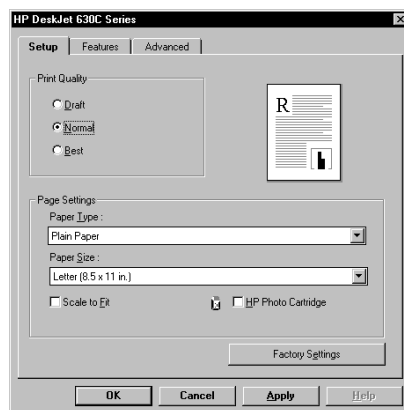 HP DeskJet 630C Series
Setup Features Advanced
Print Quality
Draft
Normal
Best
R
Page Settings
Paper Type :
Plain Paper
Paper Size :
Letter (8.5 x 11 in.)
Scale to Fit HP Photo Cartridge
Factory Settings
OK Cancel Apply Help